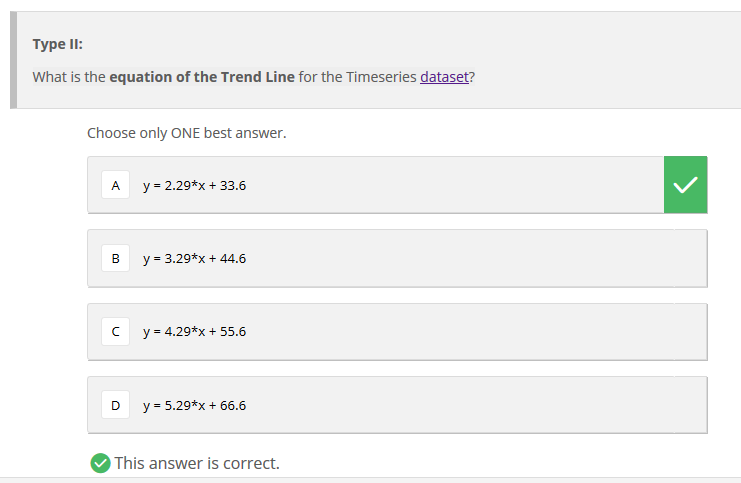 Type II:
What is the equation of the Trend Line for the Timeseries dataset?
Choose only ONE best answer.
A y = 2.29*x + 33.6
B y = 3.29*x + 44.6
C y = 4.29*x + 55.6
D y = 5.29*x + 66.6
This answer is correct.